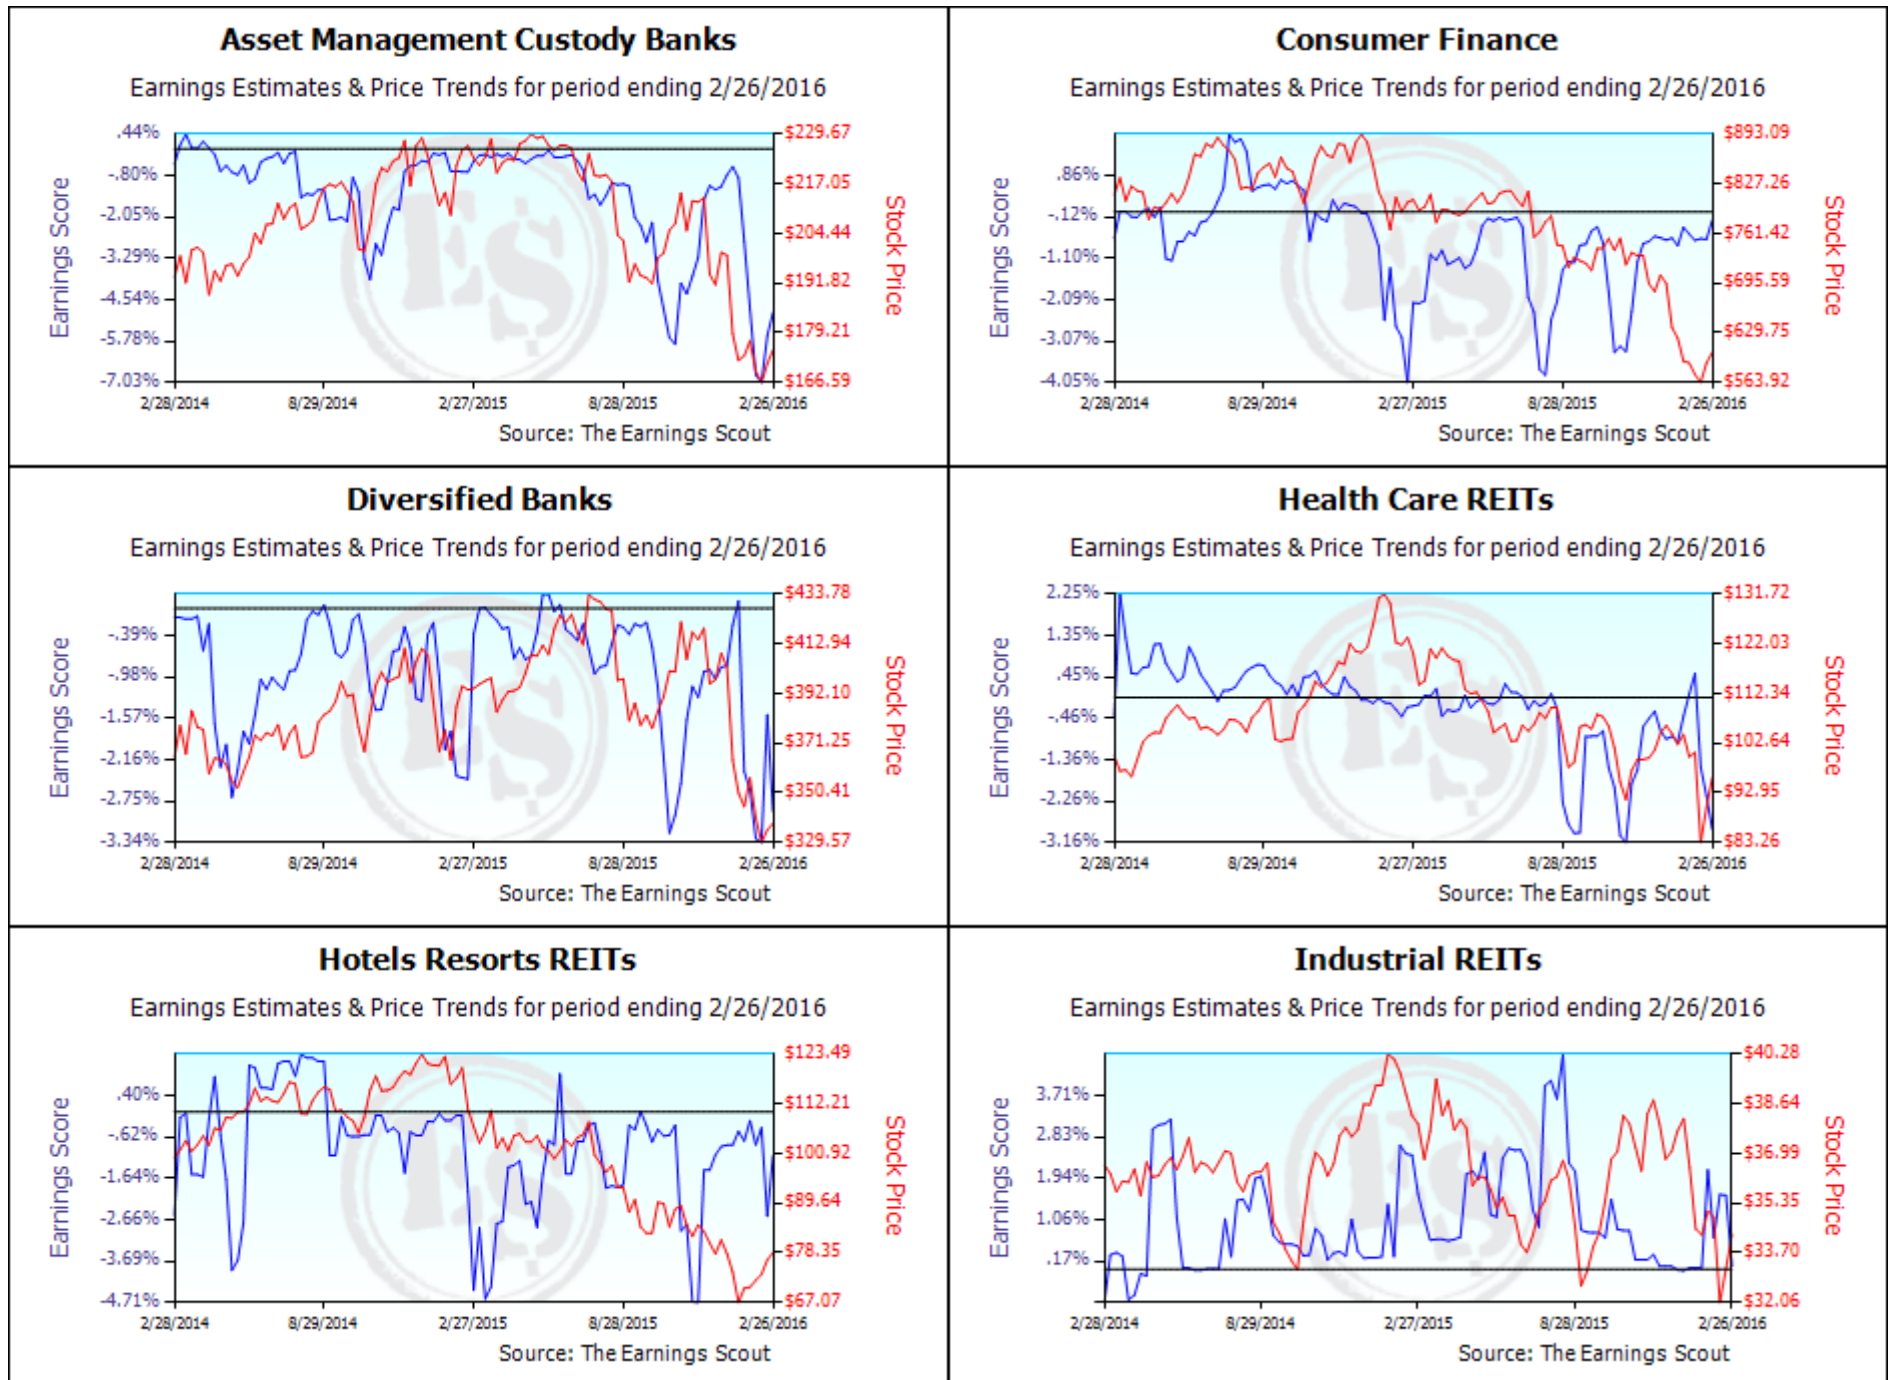 Asset Management Custody Banks
Earnings Estimates & Price Trends for period ending 2/26/2016
.44%
-.80%
-2.05%
-3.29%
-4.54%
-5.78%
-7.03%
Earnings Score
$229.67
$217.05
$204.44
$191.82
$179.21
$166.59
Stock Price
E$
2/28/2014 8/29/2014 2/27/2015 8/28/2015 2/26/2016
Source: The Earnings Scout
Consumer Finance
Earnings Estimates & Price Trends for period ending 2/26/2016
.86%
-.12%
-1.10%
-2.09%
-3.07%
-4.05%
Earnings Score
$893.09
$827.26
$761.42
$695.59
$629.75
$563.92
Stock Price
E$
2/28/2014 8/29/2014 2/27/2015 8/28/2015 2/26/2016
Source: The Earnings Scout
Diversified Banks
Earnings Estimates & Price Trends for period ending 2/26/2016
-.39%
-.98%
-1.57%
-2.16%
-2.75%
-3.34%
Earnings Score
$433.78
$412.94
$392.10
$371.25
$350.41
$329.57
Stock Price
E$
2/28/2014 8/29/2014 2/27/2015 8/28/2015 2/26/2016
Source: The Earnings Scout
Health Care REITs
Earnings Estimates & Price Trends for period ending 2/26/2016
2.25%
1.35%
.45%
-.46%
-1.36%
-2.26%
-3.16%
Earnings Score
$131.72
$122.03
$112.34
$102.64
$92.95
$83.26
Stock Price
E$
2/28/2014 8/29/2014 2/27/2015 8/28/2015 2/26/2016
Source: The Earnings Scout
Hotels Resorts REITs
Earnings Estimates & Price Trends for period ending 2/26/2016
.40%
-.62%
-1.64%
-2.66%
-3.69%
-4.71%
Earnings Score
$123.49
$112.21
$100.92
$89.64
$78.35
$67.07
Stock Price
E$
2/28/2014 8/29/2014 2/27/2015 8/28/2015 2/26/2016
Source: The Earnings Scout
Industrial REITs
Earnings Estimates & Price Trends for period ending 2/26/2016
3.71%
2.83%
1.94%
1.06%
.17%
Earnings Score
$40.28
$38.64
$36.99
$35.35
$33.70
$32.06
Stock Price
E$
2/28/2014 8/29/2014 2/27/2015 8/28/2015 2/26/2016
Source: The Earnings Scout